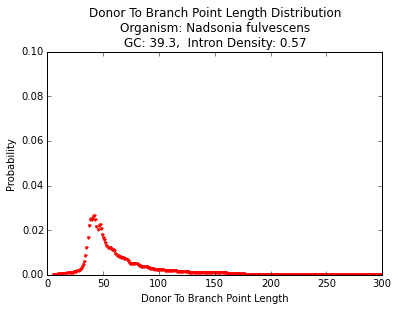 Donor To Branch Point Length Distribution
Organism: Nadsonia fulvescens
GC: 39.3,  Intron Density: 0.57
0.10
0.08
0.06
0.04
0.02
0.00
Probability
0 50 100 150 200 250 300
Donor To Branch Point Length